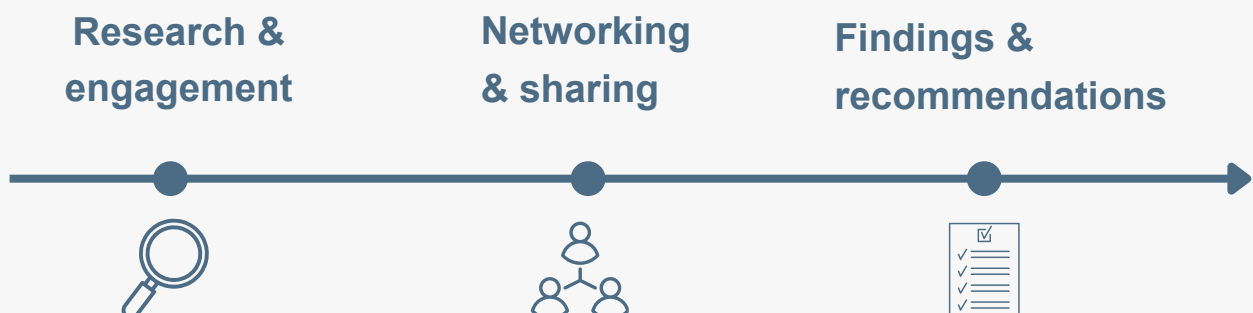 Research &
engagement
Networking
& sharing
Findings &
recommendations